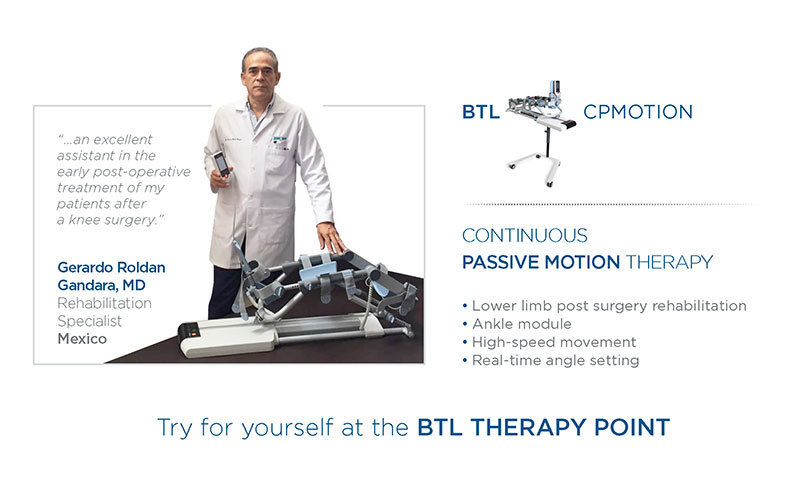 "...an excellent
assistant in the
early post-operative
treatment of my
patients after
a knee surgery."
Gerardo Roldan
Gandara, MD
Rehabilitation
Specialist
Mexico
BTL CPMOTION
CONTINUOUS
PASSIVE MOTION THERAPY
• Lower limb post surgery rehabilitation
• Ankle module
• High-speed movement
• Real-time angle setting
Try for yourself at the BTL THERAPY POINT